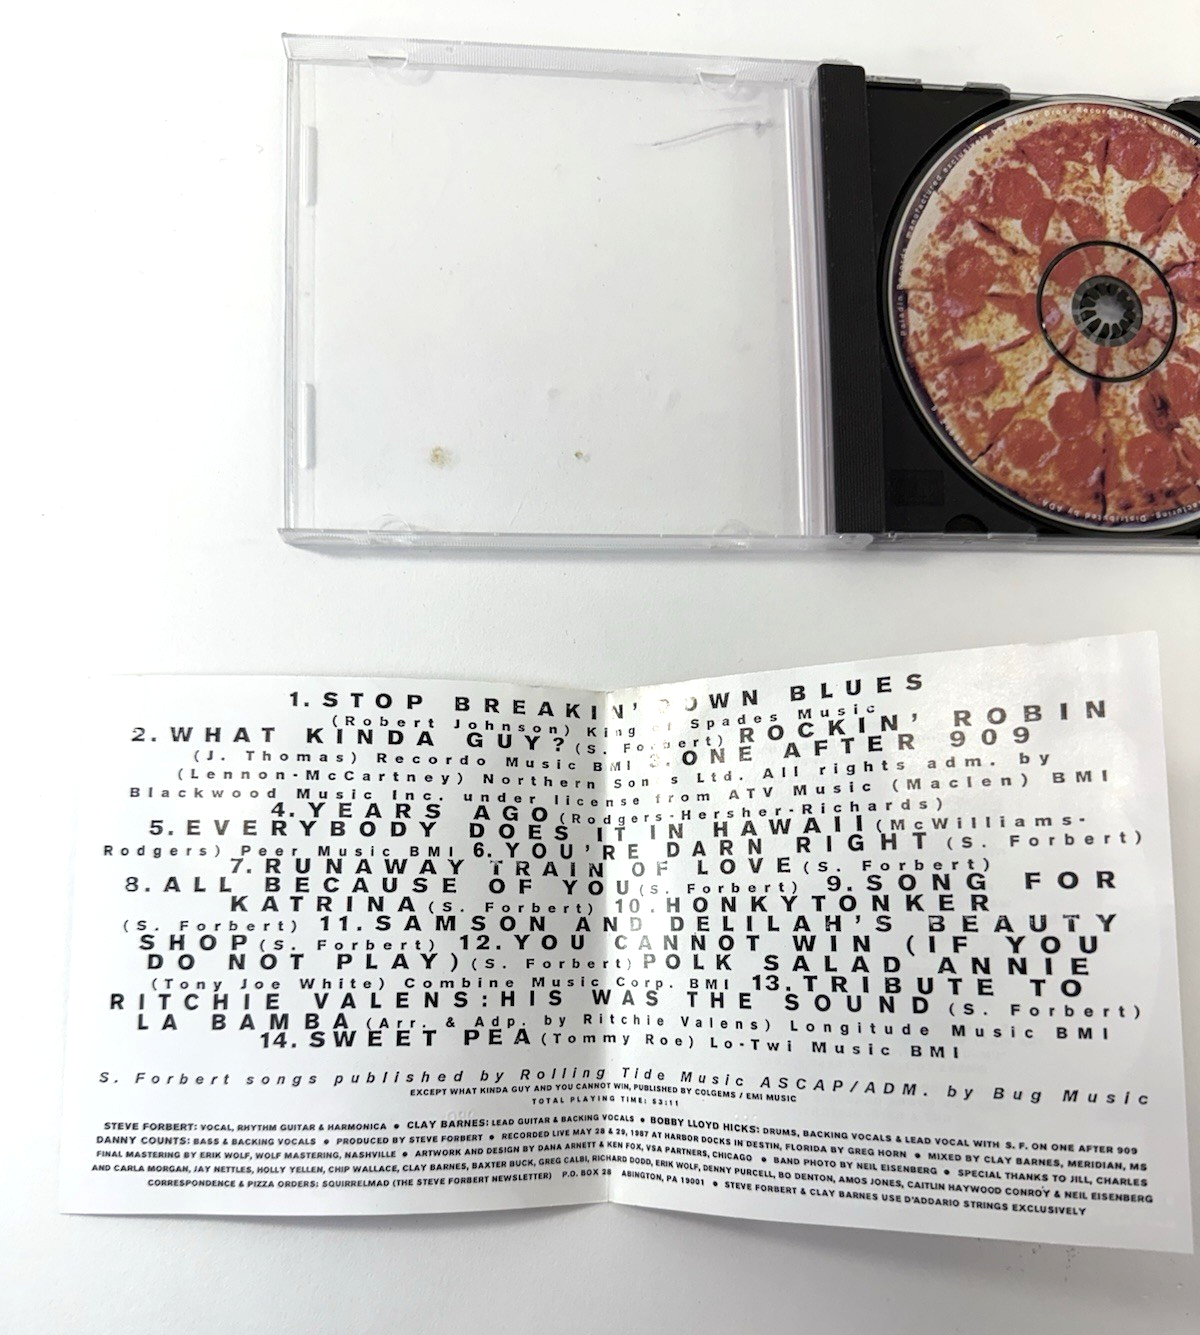 manufactured exclusively
Records Inc., a Time W
Paladin Records
ecturing. Distributed by ADA
1. STOP BREAKIN' DOWN BLUES
(Robert Johnson) King of Spades Music
2. WHAT KINDA GUY? (S. Forbert) ROCKIN' ROBIN
(J. Thomas) Recordo Music BMI 3. ONE AFTER 909
(Lennon-McCartney) Northern Songs Ltd. All rights adm. by
Blackwood Music Inc. under license from ATV Music (Maclen) BMI
4. YEARS AGO (Rodgers-Hersher-Richards)
5. EVERYBODY DOES IT IN HAWAII (McWilliams-
Rodgers) Peer Music BMI 6. YOU'RE DARN RIGHT (S. Forbert)
7. RUNAWAY TRAIN OF LOVE (S. Forbert)
8. ALL BECAUSE OF YOU (S. Forbert) 9. SONG FOR
KATRINA (S. Forbert) 10. HONKYTONKER
(S. Forbert) 11. SAMSON AND DELILAH'S BEAUTY
SHOP (S. Forbert) 12. YOU CANNOT WIN (IF YOU
DO NOT PLAY) (S. Forbert) POLK SALAD ANNIE
(Tony Joe White) Combine Music Corp. BMI 13. TRIBUTE TO
RITCHIE VALENS: HIS WAS THE SOUND (S. Forbert)
LA BAMBA (Arr. & Adp. by Ritchie Valens) Longitude Music BMI
14. SWEET PEA (Tommy Roe) Lo-Twi Music BMI
S. Forbert songs published by Rolling Tide Music ASCAP/ADM. by Bug Music
EXCEPT WHAT KINDA GUY AND YOU CANNOT WIN, PUBLISHED BY COLGEMS / EMI MUSIC
TOTAL PLAYING TIME: 53:11
STEVE FORBERT: VOCAL, RHYTHM GUITAR & HARMONICA • CLAY BARNES: LEAD GUITAR & BACKING VOCALS • BOBBY LLOYD HICKS: DRUMS, BACKING VOCALS & LEAD VOCAL WITH S. F. ON ONE AFTER 909
DANNY COUNTS: BASS & BACKING VOCALS • PRODUCED BY STEVE FORBERT • RECORDED LIVE MAY 28 & 29, 1987 AT HARBOR DOCKS IN DESTIN, FLORIDA BY GREG HORN • MIXED BY CLAY BARNES, MERIDIAN, MS
FINAL MASTERING BY ERIK WOLF, WOLF MASTERING, NASHVILLE • ARTWORK AND DESIGN BY DANA ARNETT & KEN FOX, VSA PARTNERS, CHICAGO • BAND PHOTO BY NEIL EISENBERG • SPECIAL THANKS TO JILL, CHARLES
AND CARLA MORGAN, JAY NETTLES, HOLLY YELLEN, CHIP WALLACE, CLAY BARNES, BAXTER BUCK, GREG CALBI, RICHARD DODD, ERIK WOLF, DENNY PURCELL, BO DENTON, AMOS JONES, CAITLIN HAYWOOD CONROY & NEIL EISENBERG
CORRESPONDENCE & PIZZA ORDERS: SQUIRRELMAD (THE STEVE FORBERT NEWSLETTER) P.O. BOX 28 ABINGTON, PA 19001 • STEVE FORBERT & CLAY BARNES USE D'ADDARIO STRINGS EXCLUSIVELY